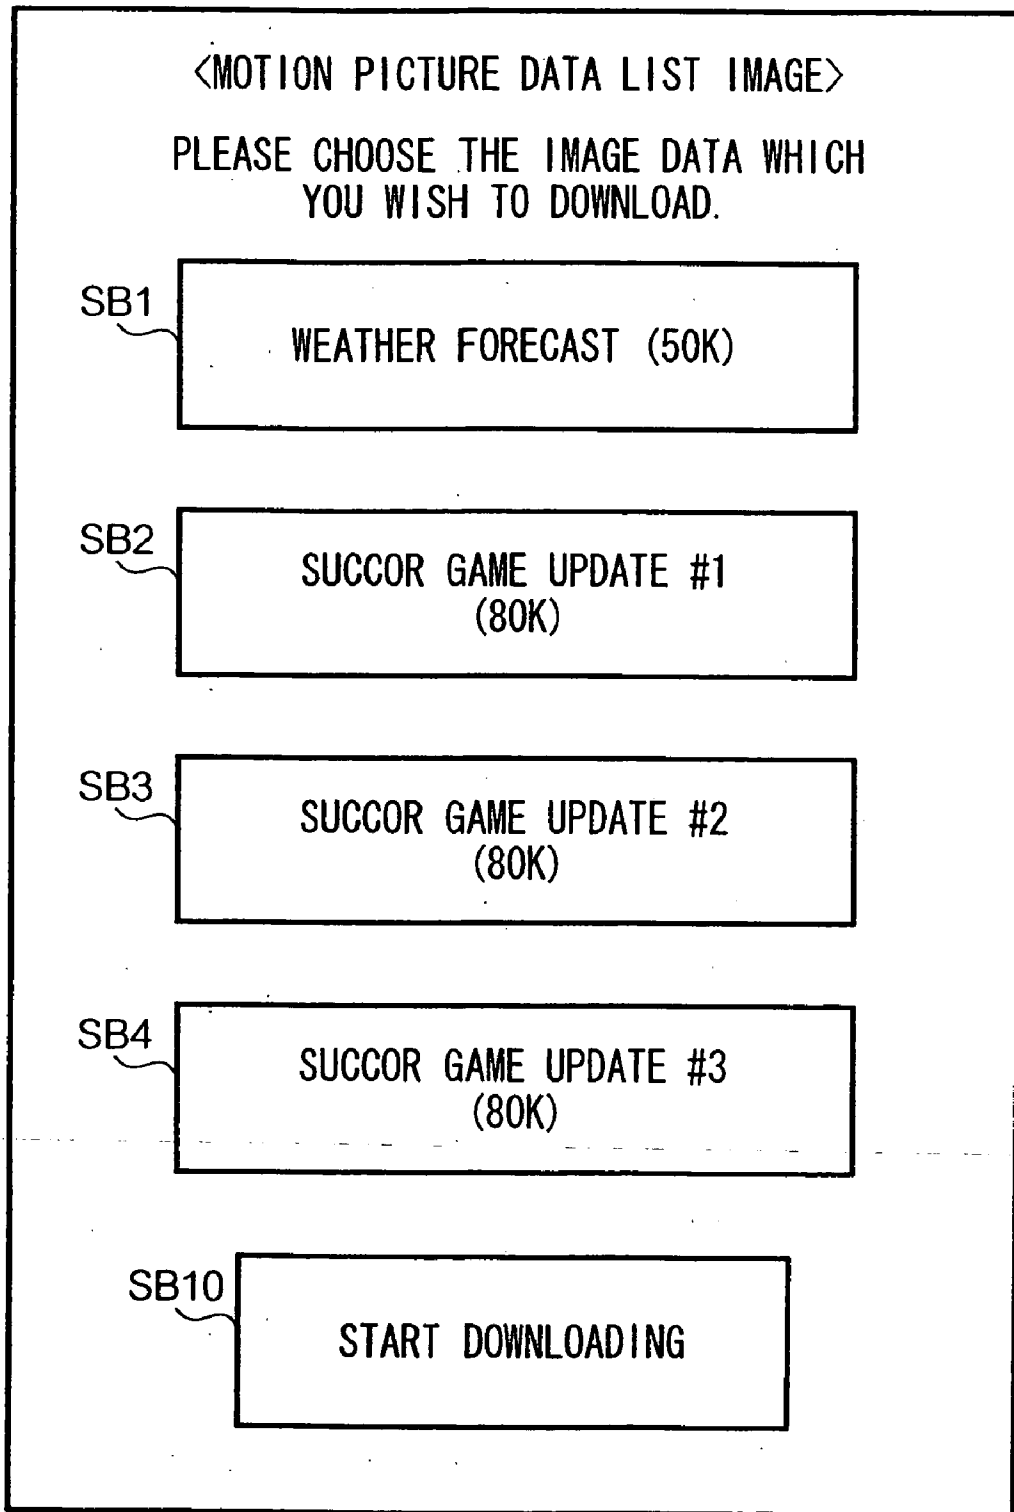 <MOTION PICTURE DATA LIST IMAGE>
PLEASE CHOOSE THE IMAGE DATA WHICH
YOU WISH TO DOWNLOAD.
SB1
WEATHER FORECAST (50K)
SB2
SUCCOR GAME UPDATE #1
(80K)
SB3
SUCCOR GAME UPDATE #2
(80K)
SB4
SUCCOR GAME UPDATE #3
(80K)
SB10
START DOWNLOADING